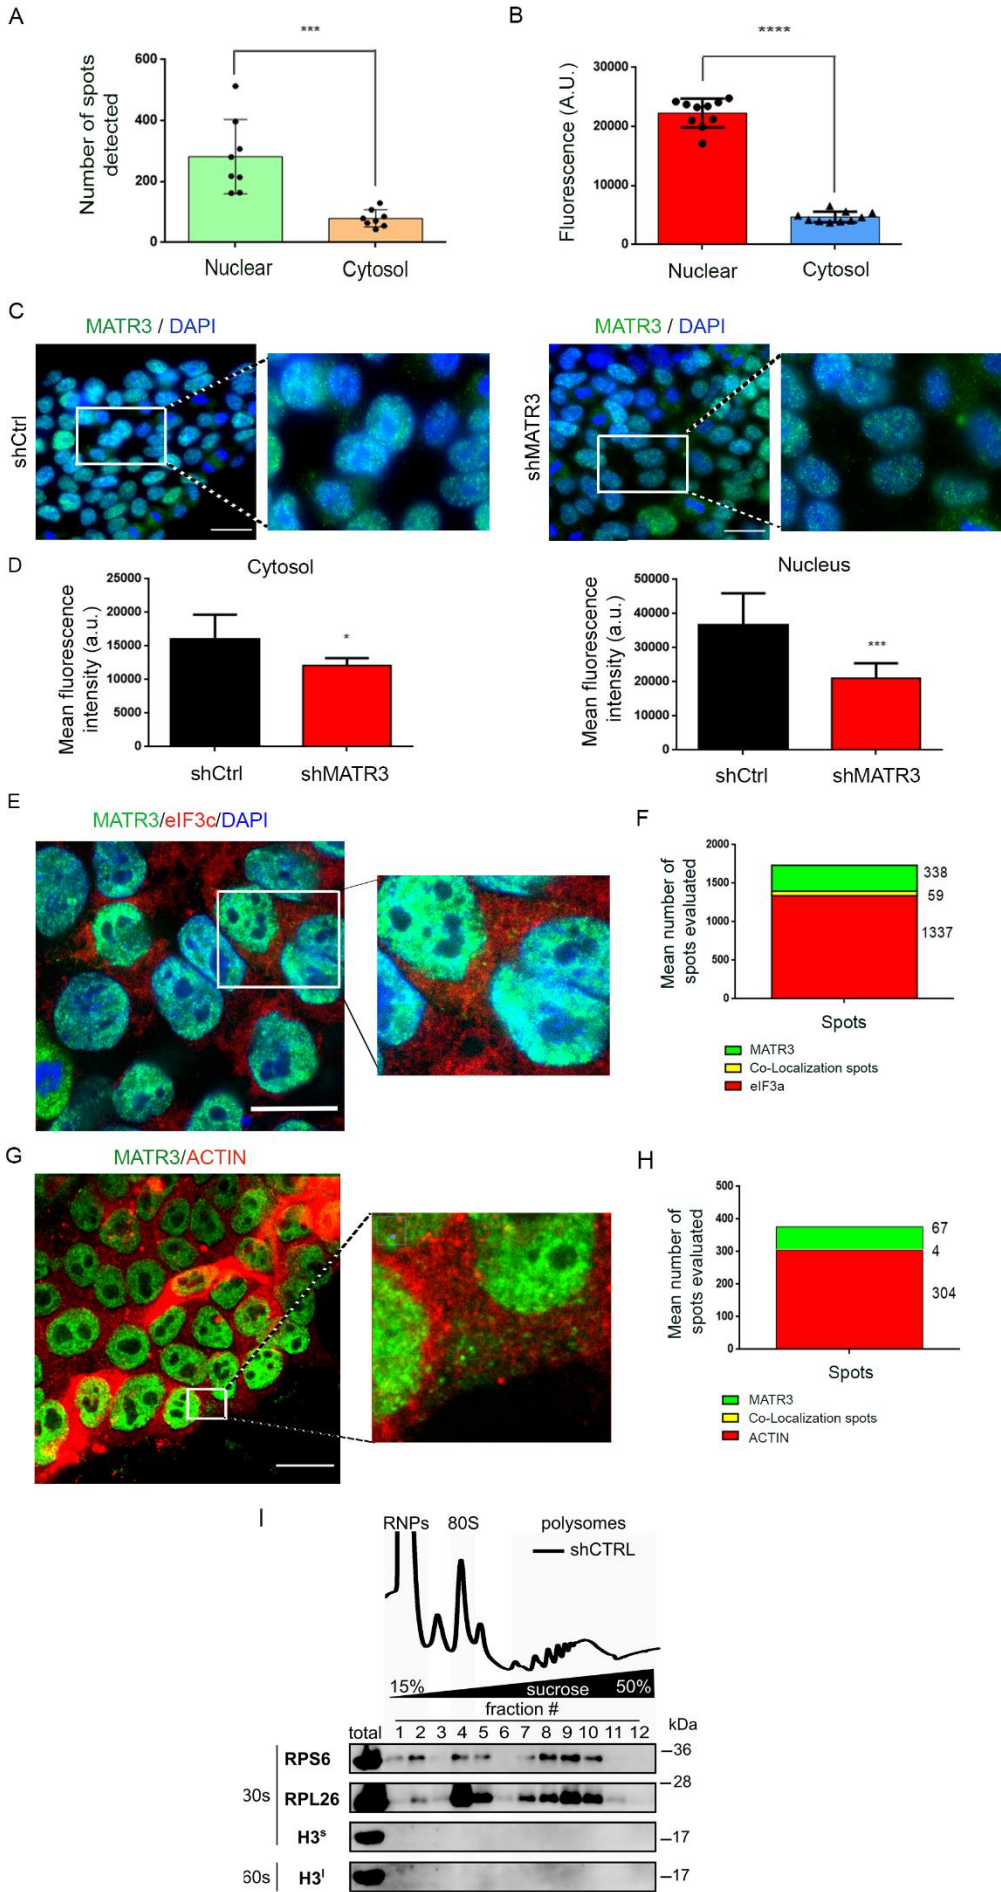 A
***
Number of spots
detected
600
400
200
0
Nuclear
Cytosol
B
****
Fluorescence (A.U.)
30000
20000
10000
0
Nuclear
Cytosol
C
MATR3 / DAPI
shCtrl
MATR3 / DAPI
shMATR3
D
Cytosol
Mean fluorescence
intensity (a.u.)
25000
20000
15000
10000
5000
0
*
shCtrl
shMATR3
Nucleus
Mean fluorescence
intensity (a.u.)
50000
40000
30000
20000
10000
0
***
shCtrl
shMATR3
E
MATR3/eIF3c/DAPI
F
Mean number of
spots evaluated
2000
1500
1000
500
0
338
59
1337
Spots
MATR3
Co-Localization spots
eIF3a
G
MATR3/ACTIN
H
Mean number of
spots evaluated
500
400
300
200
100
0
67
4
304
Spots
MATR3
Co-Localization spots
ACTIN
I
RNPs 80S polysomes
shCTRL
15% sucrose 50%
fraction #
total 1 2 3 4 5 6 7 8 9 10 11 12 kDa
RPS6 –36
30s RPL26 –28
H3s –17
60s H3l –17